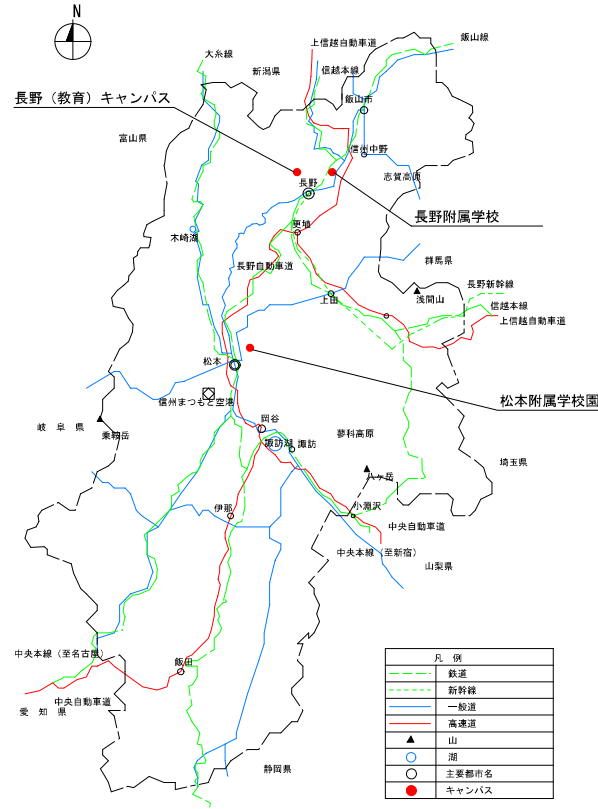 N
大糸線
上信越自動車道
飯山線
新潟県
信越本線
長野（教育）キャンパス
飯山市
富山県
信州中野
志賀高原
長野
長野附属学校
更埴
木崎湖
群馬県
長野自動車道
長野新幹線
浅間山
上田
信越本線
上信越自動車道
松本
松本附属学校園
信州まつもと空港
岡谷
岐阜県
乗鞍岳
蓼科高原
諏訪湖
諏訪
埼玉県
八ヶ岳
伊那
小淵沢
中央自動車道
中央本線（至新宿）
山梨県
中央本線（至名古屋）
飯田
中央自動車道
愛知県
静岡県
凡 例
鉄道
新幹線
一般道
高速道
山
湖
主要都市名
キャンパス